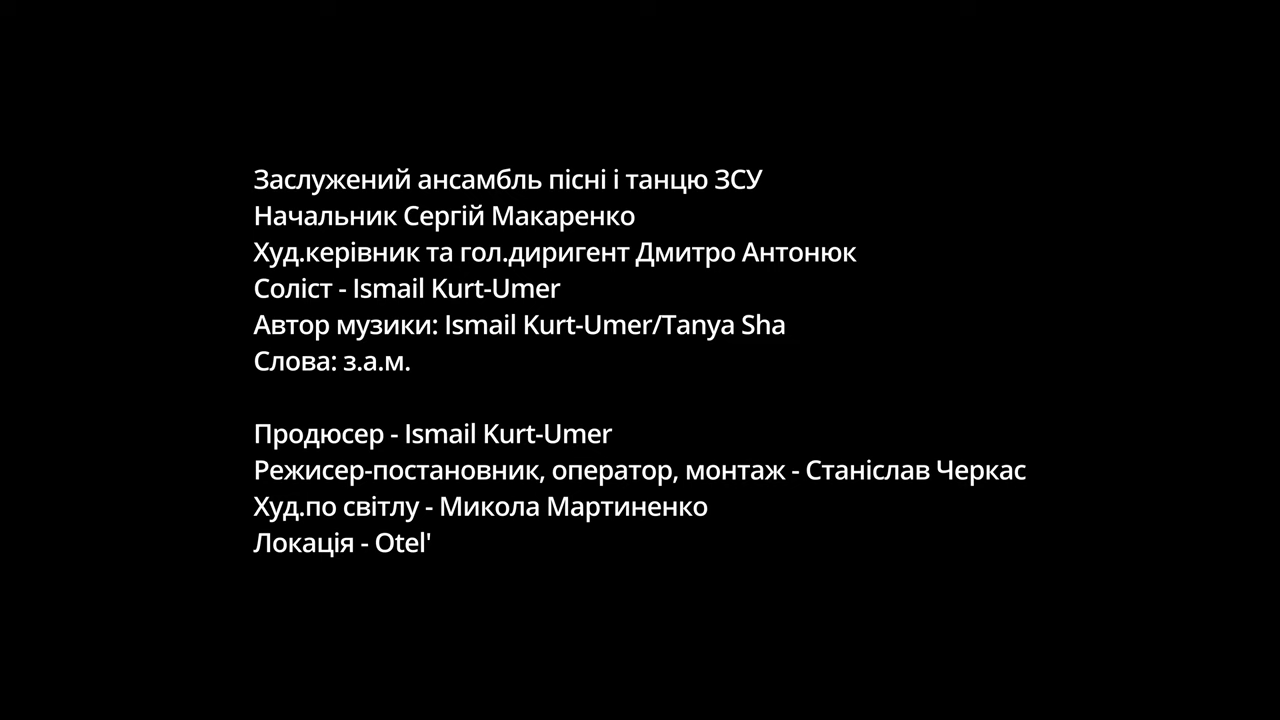 Заслужений ансамбль пісні і танцю ЗСУ
Начальник Сергій Макаренко
Худ.керівник та гол.диригент Дмитро Антонюк
Соліст - Ismail Kurt-Umer
Автор музики: Ismail Kurt-Umer/Tanya Sha
Слова: з.а.м.
Продюсер - Ismail Kurt-Umer
Режисер-постановник, оператор, монтаж - Станіслав Черкас
Худ.по світлу - Микола Мартиненко
Локація - Otel'